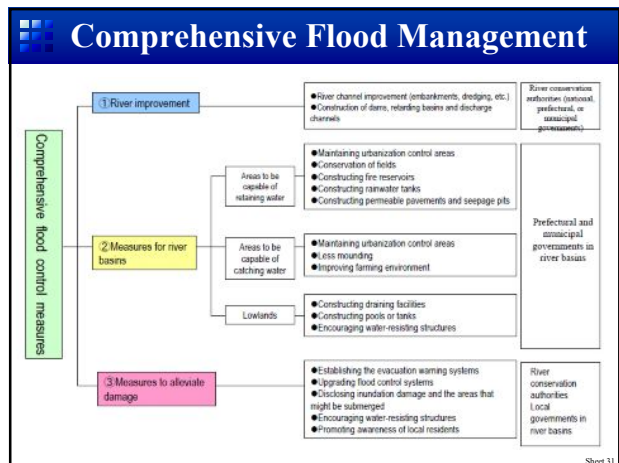 Comprehensive Flood Management
Comprehensive flood control measures
①River improvement
●River channel improvement (embankments, dredging, etc.)
●Construction of dams, retarding basins and discharge
channels
River conservation
authorities (national,
prefectural, or
municipal
governments)
②Measures for river
basins
Areas to be
capable of
retaining water
●Maintaining urbanization control areas
●Conservation of fields
●Constructing fire reservoirs
●Constructing rainwater tanks
●Constructing permeable pavements and seepage pits
Areas to be
capable of
catching water
●Maintaining urbanization control areas
●Less mounding
●Improving farming environment
Lowlands
●Constructing draining facilities
●Constructing pools or tanks
●Encouraging water-resisting structures
Prefectural and
municipal
governments in
river basins
③Measures to alleviate
damage
●Establishing the evacuation warning systems
●Upgrading flood control systems
●Disclosing inundation damage and the areas that
might be submerged
●Encouraging water-resisting structures
●Promoting awareness of local residents
River
conservation
authorities
Local
governments in
river basins
Sheet 31